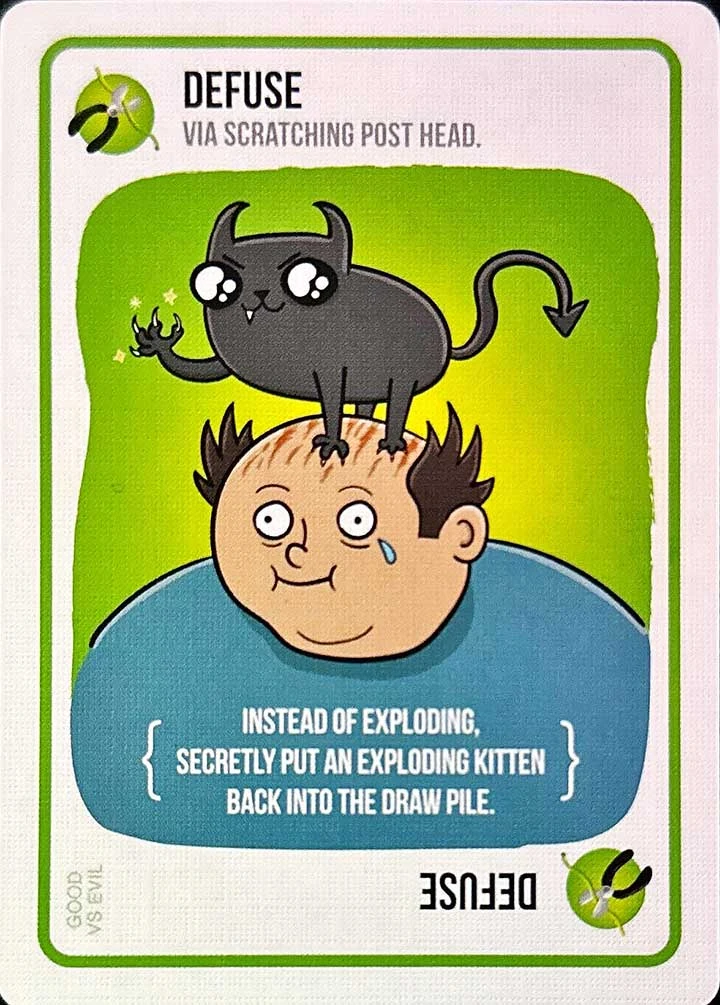 DEFUSE
VIA SCRATCHING POST HEAD.
INSTEAD OF EXPLODING,
SECRETLY PUT AN EXPLODING KITTEN
BACK INTO THE DRAW PILE.
DEFUSE
GOOD
VS EVIL